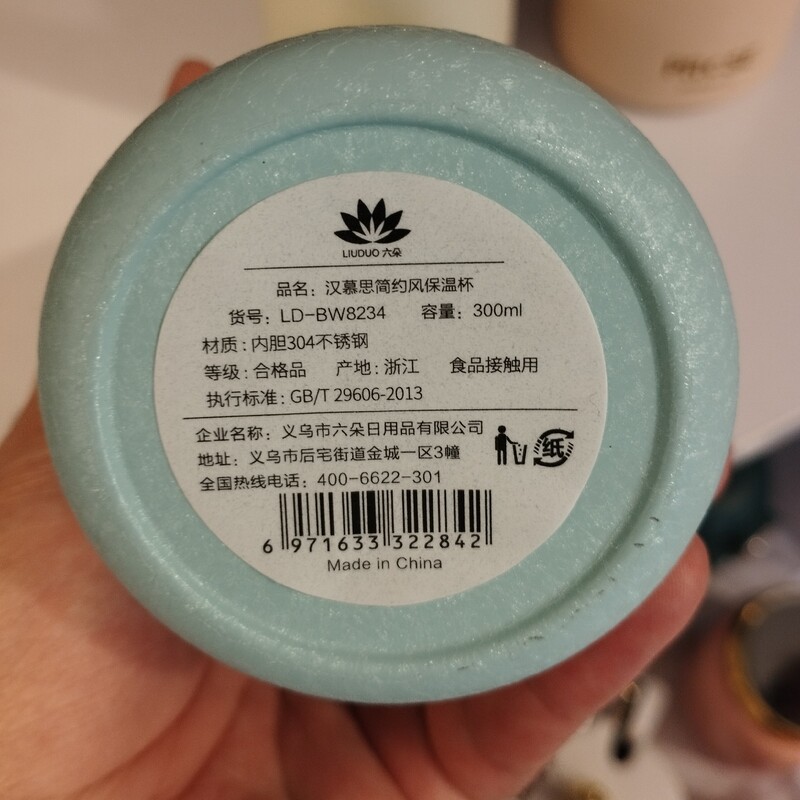 LIUDUO 六朵
品名：汉慕思简约风保温杯
货号：LD-BW8234 容量：300ml
材质：内胆304不锈钢
等级：合格品 产地：浙江 食品接触用
执行标准：GB/T 29606-2013
企业名称：义乌市六朵日用品有限公司
地址：义乌市后宅街道金城一区3幢
全国热线电话：400-6622-301
纸
6 971633 322842
Made in China